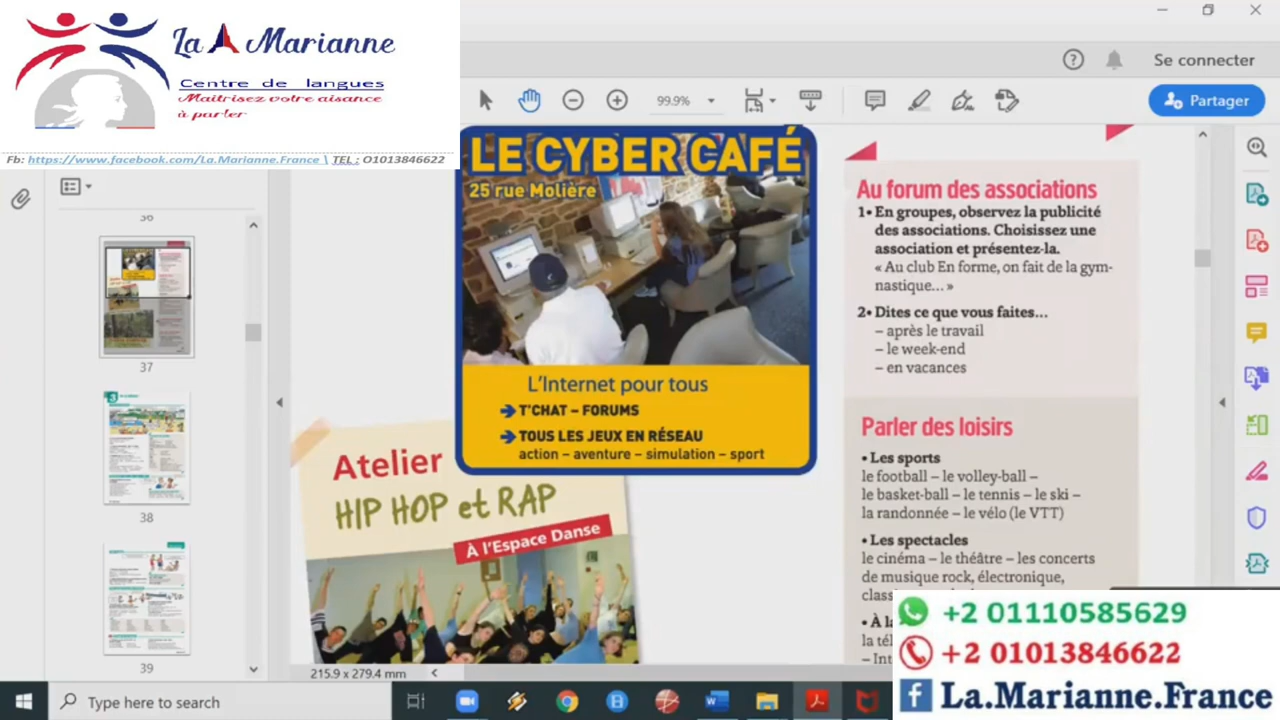 La Marianne
Centre de langues
Maitrisez votre aisance
à parler
Fb: https://www.facebook.com/La.Marianne.France \ TEL : 01013846622
Se connecter
99.9%
Partager
36
37
38
39
LE CYBER CAFÉ
25 rue Molière
L'Internet pour tous
T'CHAT – FORUMS
TOUS LES JEUX EN RÉSEAU
action – aventure – simulation – sport
Atelier
HIP HOP et RAP
À l'Espace Danse
Au forum des associations
1• En groupes, observez la publicité
des associations. Choisissez une
association et présentez-la.
« Au club En forme, on fait de la gym-
nastique... »
2• Dites ce que vous faites...
– après le travail
– le week-end
– en vacances
Parler des loisirs
• Les sports
le football – le volley-ball –
le basket-ball – le tennis – le ski –
la randonnée – le vélo (le VTT)
• Les spectacles
le cinéma – le théâtre – les concerts
de musique rock, électronique,
215.9 x 279.4 mm
Type here to search
+2 01110585629
+2 01013846622
La.Marianne.France